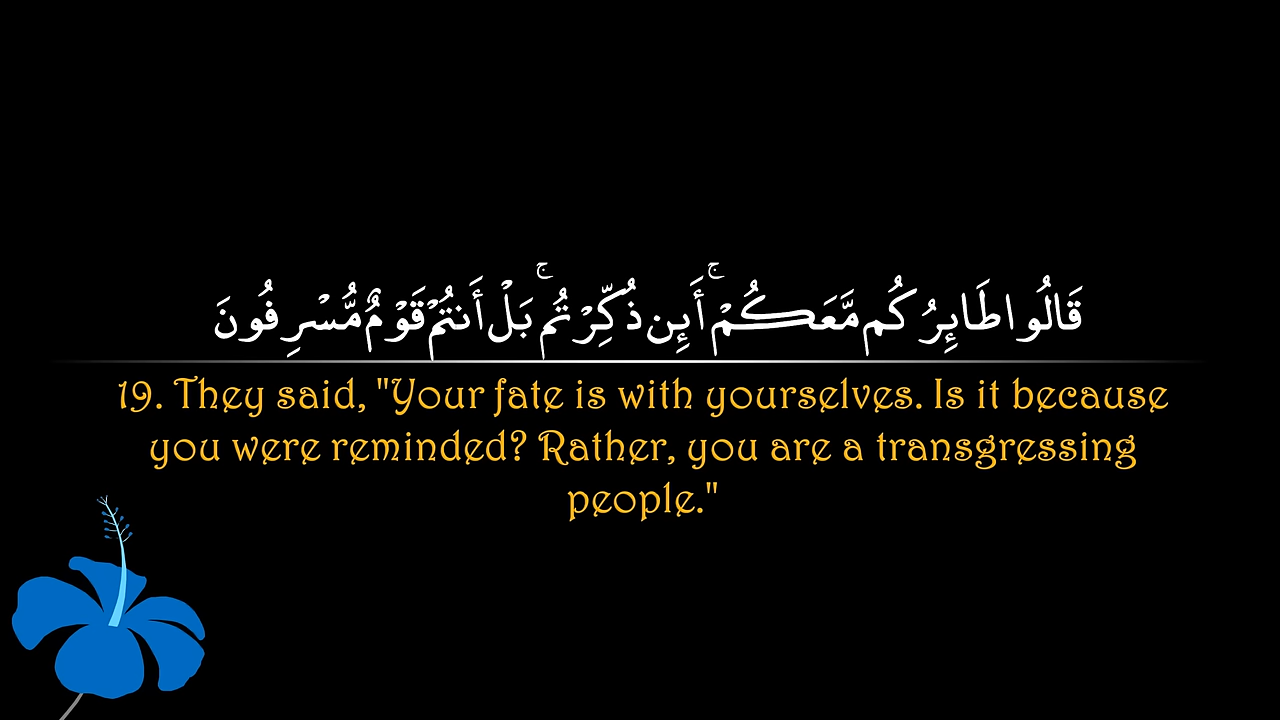 قَالُوا طَائِرُكُم مَّعَكُمْ ۚ أَئِن ذُكِّرْتُم ۚ بَلْ أَنتُمْ قَوْمٌ مُّسْرِفُونَ
19. They said, "Your fate is with yourselves. Is it because
you were reminded? Rather, you are a transgressing
people."